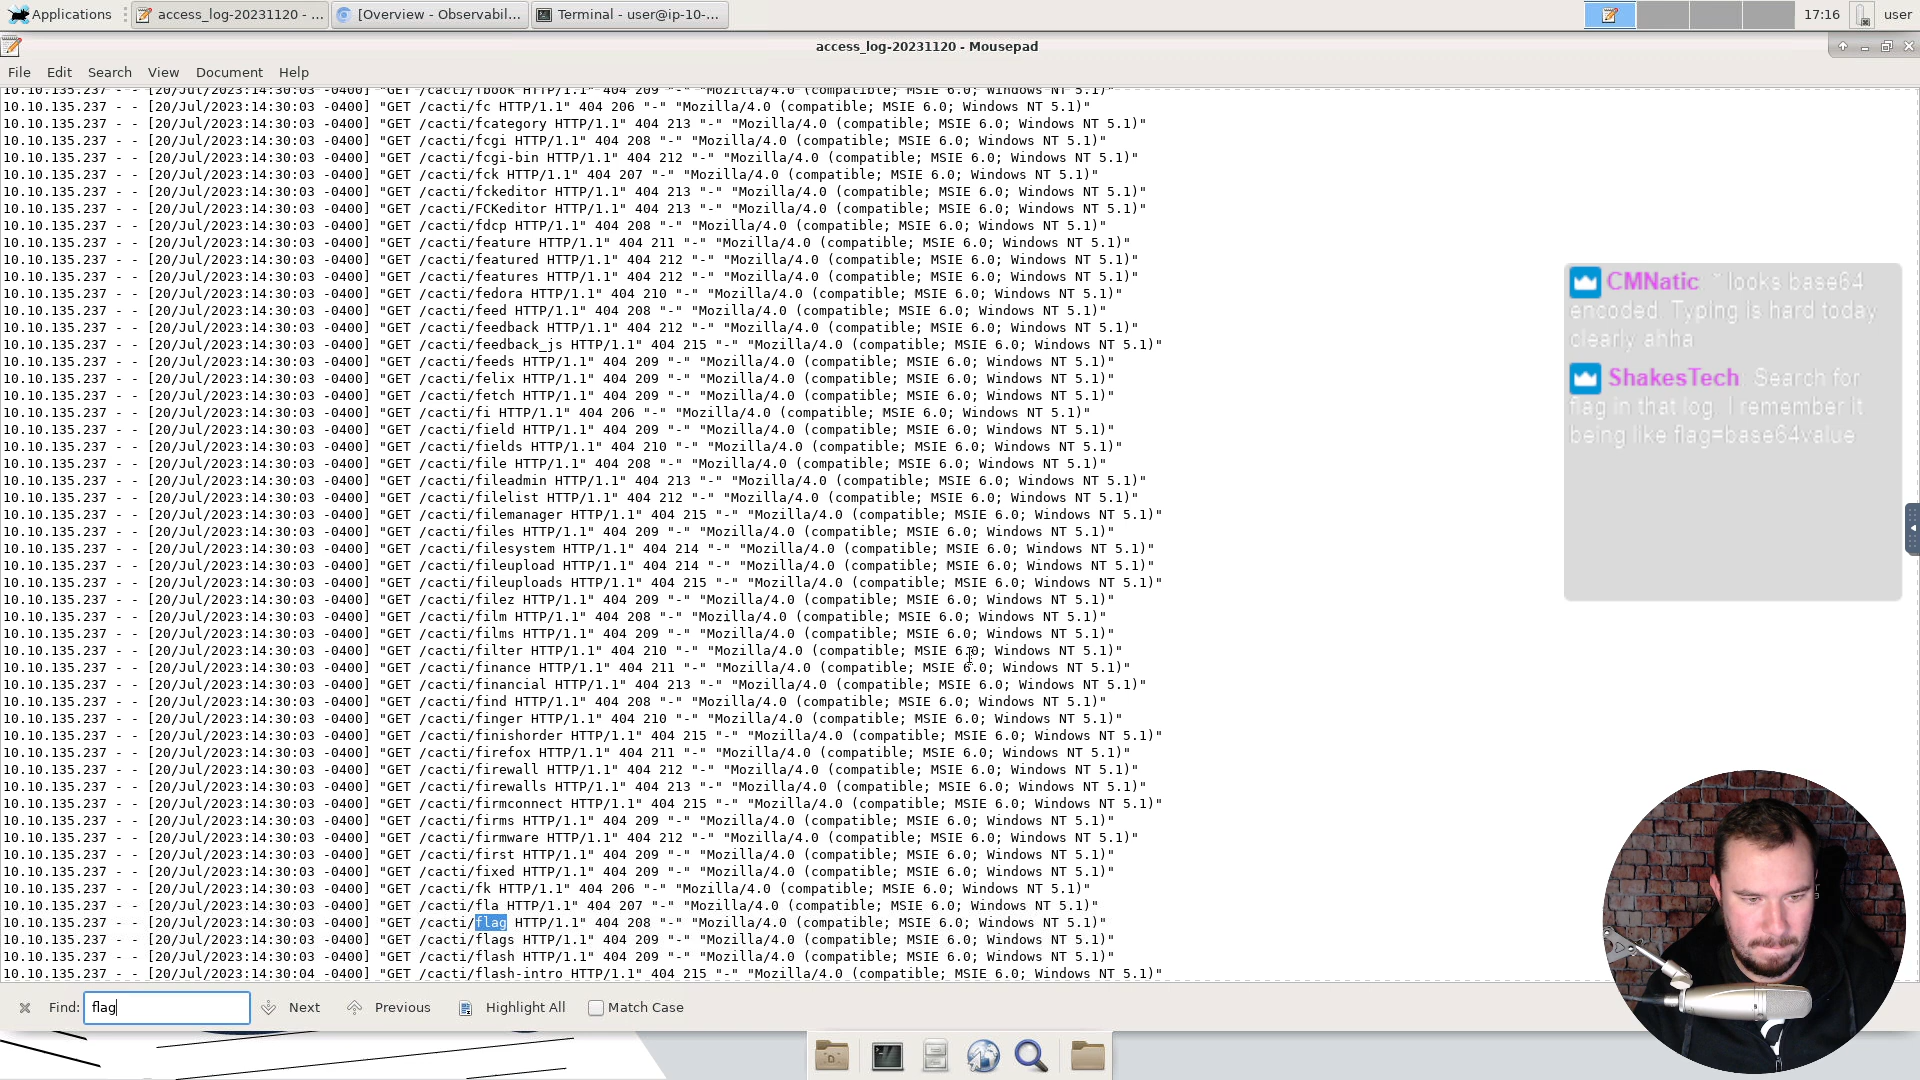 Applications
access_log-20231120 - ...
[Overview - Observabil...
Terminal - user@ip-10-...
17:16
user
access_log-20231120 - Mousepad
File Edit Search View Document Help
10.10.135.237 - - [20/Jul/2023:14:30:03 -0400] "GET /cacti/fbook HTTP/1.1" 404 209 "-" "Mozilla/4.0 (compatible; MSIE 6.0; Windows NT 5.1)"
10.10.135.237 - - [20/Jul/2023:14:30:03 -0400] "GET /cacti/fc HTTP/1.1" 404 206 "-" "Mozilla/4.0 (compatible; MSIE 6.0; Windows NT 5.1)"
10.10.135.237 - - [20/Jul/2023:14:30:03 -0400] "GET /cacti/fcategory HTTP/1.1" 404 213 "-" "Mozilla/4.0 (compatible; MSIE 6.0; Windows NT 5.1)"
10.10.135.237 - - [20/Jul/2023:14:30:03 -0400] "GET /cacti/fcgi HTTP/1.1" 404 208 "-" "Mozilla/4.0 (compatible; MSIE 6.0; Windows NT 5.1)"
10.10.135.237 - - [20/Jul/2023:14:30:03 -0400] "GET /cacti/fcgi-bin HTTP/1.1" 404 212 "-" "Mozilla/4.0 (compatible; MSIE 6.0; Windows NT 5.1)"
10.10.135.237 - - [20/Jul/2023:14:30:03 -0400] "GET /cacti/fck HTTP/1.1" 404 207 "-" "Mozilla/4.0 (compatible; MSIE 6.0; Windows NT 5.1)"
10.10.135.237 - - [20/Jul/2023:14:30:03 -0400] "GET /cacti/fckeditor HTTP/1.1" 404 213 "-" "Mozilla/4.0 (compatible; MSIE 6.0; Windows NT 5.1)"
10.10.135.237 - - [20/Jul/2023:14:30:03 -0400] "GET /cacti/FCKeditor HTTP/1.1" 404 213 "-" "Mozilla/4.0 (compatible; MSIE 6.0; Windows NT 5.1)"
10.10.135.237 - - [20/Jul/2023:14:30:03 -0400] "GET /cacti/fdcp HTTP/1.1" 404 208 "-" "Mozilla/4.0 (compatible; MSIE 6.0; Windows NT 5.1)"
10.10.135.237 - - [20/Jul/2023:14:30:03 -0400] "GET /cacti/feature HTTP/1.1" 404 211 "-" "Mozilla/4.0 (compatible; MSIE 6.0; Windows NT 5.1)"
10.10.135.237 - - [20/Jul/2023:14:30:03 -0400] "GET /cacti/featured HTTP/1.1" 404 212 "-" "Mozilla/4.0 (compatible; MSIE 6.0; Windows NT 5.1)"
10.10.135.237 - - [20/Jul/2023:14:30:03 -0400] "GET /cacti/features HTTP/1.1" 404 212 "-" "Mozilla/4.0 (compatible; MSIE 6.0; Windows NT 5.1)"
10.10.135.237 - - [20/Jul/2023:14:30:03 -0400] "GET /cacti/fedora HTTP/1.1" 404 210 "-" "Mozilla/4.0 (compatible; MSIE 6.0; Windows NT 5.1)"
10.10.135.237 - - [20/Jul/2023:14:30:03 -0400] "GET /cacti/feed HTTP/1.1" 404 208 "-" "Mozilla/4.0 (compatible; MSIE 6.0; Windows NT 5.1)"
10.10.135.237 - - [20/Jul/2023:14:30:03 -0400] "GET /cacti/feedback HTTP/1.1" 404 212 "-" "Mozilla/4.0 (compatible; MSIE 6.0; Windows NT 5.1)"
10.10.135.237 - - [20/Jul/2023:14:30:03 -0400] "GET /cacti/feedback_js HTTP/1.1" 404 215 "-" "Mozilla/4.0 (compatible; MSIE 6.0; Windows NT 5.1)"
10.10.135.237 - - [20/Jul/2023:14:30:03 -0400] "GET /cacti/feeds HTTP/1.1" 404 209 "-" "Mozilla/4.0 (compatible; MSIE 6.0; Windows NT 5.1)"
10.10.135.237 - - [20/Jul/2023:14:30:03 -0400] "GET /cacti/felix HTTP/1.1" 404 209 "-" "Mozilla/4.0 (compatible; MSIE 6.0; Windows NT 5.1)"
10.10.135.237 - - [20/Jul/2023:14:30:03 -0400] "GET /cacti/fetch HTTP/1.1" 404 209 "-" "Mozilla/4.0 (compatible; MSIE 6.0; Windows NT 5.1)"
10.10.135.237 - - [20/Jul/2023:14:30:03 -0400] "GET /cacti/fi HTTP/1.1" 404 206 "-" "Mozilla/4.0 (compatible; MSIE 6.0; Windows NT 5.1)"
10.10.135.237 - - [20/Jul/2023:14:30:03 -0400] "GET /cacti/field HTTP/1.1" 404 209 "-" "Mozilla/4.0 (compatible; MSIE 6.0; Windows NT 5.1)"
10.10.135.237 - - [20/Jul/2023:14:30:03 -0400] "GET /cacti/fields HTTP/1.1" 404 210 "-" "Mozilla/4.0 (compatible; MSIE 6.0; Windows NT 5.1)"
10.10.135.237 - - [20/Jul/2023:14:30:03 -0400] "GET /cacti/file HTTP/1.1" 404 208 "-" "Mozilla/4.0 (compatible; MSIE 6.0; Windows NT 5.1)"
10.10.135.237 - - [20/Jul/2023:14:30:03 -0400] "GET /cacti/fileadmin HTTP/1.1" 404 213 "-" "Mozilla/4.0 (compatible; MSIE 6.0; Windows NT 5.1)"
10.10.135.237 - - [20/Jul/2023:14:30:03 -0400] "GET /cacti/filelist HTTP/1.1" 404 212 "-" "Mozilla/4.0 (compatible; MSIE 6.0; Windows NT 5.1)"
10.10.135.237 - - [20/Jul/2023:14:30:03 -0400] "GET /cacti/filemanager HTTP/1.1" 404 215 "-" "Mozilla/4.0 (compatible; MSIE 6.0; Windows NT 5.1)"
10.10.135.237 - - [20/Jul/2023:14:30:03 -0400] "GET /cacti/files HTTP/1.1" 404 209 "-" "Mozilla/4.0 (compatible; MSIE 6.0; Windows NT 5.1)"
10.10.135.237 - - [20/Jul/2023:14:30:03 -0400] "GET /cacti/filesystem HTTP/1.1" 404 214 "-" "Mozilla/4.0 (compatible; MSIE 6.0; Windows NT 5.1)"
10.10.135.237 - - [20/Jul/2023:14:30:03 -0400] "GET /cacti/fileupload HTTP/1.1" 404 214 "-" "Mozilla/4.0 (compatible; MSIE 6.0; Windows NT 5.1)"
10.10.135.237 - - [20/Jul/2023:14:30:03 -0400] "GET /cacti/fileuploads HTTP/1.1" 404 215 "-" "Mozilla/4.0 (compatible; MSIE 6.0; Windows NT 5.1)"
10.10.135.237 - - [20/Jul/2023:14:30:03 -0400] "GET /cacti/filez HTTP/1.1" 404 209 "-" "Mozilla/4.0 (compatible; MSIE 6.0; Windows NT 5.1)"
10.10.135.237 - - [20/Jul/2023:14:30:03 -0400] "GET /cacti/film HTTP/1.1" 404 208 "-" "Mozilla/4.0 (compatible; MSIE 6.0; Windows NT 5.1)"
10.10.135.237 - - [20/Jul/2023:14:30:03 -0400] "GET /cacti/films HTTP/1.1" 404 209 "-" "Mozilla/4.0 (compatible; MSIE 6.0; Windows NT 5.1)"
10.10.135.237 - - [20/Jul/2023:14:30:03 -0400] "GET /cacti/filter HTTP/1.1" 404 210 "-" "Mozilla/4.0 (compatible; MSIE 6.0; Windows NT 5.1)"
10.10.135.237 - - [20/Jul/2023:14:30:03 -0400] "GET /cacti/finance HTTP/1.1" 404 211 "-" "Mozilla/4.0 (compatible; MSIE 6.0; Windows NT 5.1)"
10.10.135.237 - - [20/Jul/2023:14:30:03 -0400] "GET /cacti/financial HTTP/1.1" 404 213 "-" "Mozilla/4.0 (compatible; MSIE 6.0; Windows NT 5.1)"
10.10.135.237 - - [20/Jul/2023:14:30:03 -0400] "GET /cacti/find HTTP/1.1" 404 208 "-" "Mozilla/4.0 (compatible; MSIE 6.0; Windows NT 5.1)"
10.10.135.237 - - [20/Jul/2023:14:30:03 -0400] "GET /cacti/finger HTTP/1.1" 404 210 "-" "Mozilla/4.0 (compatible; MSIE 6.0; Windows NT 5.1)"
10.10.135.237 - - [20/Jul/2023:14:30:03 -0400] "GET /cacti/finishorder HTTP/1.1" 404 215 "-" "Mozilla/4.0 (compatible; MSIE 6.0; Windows NT 5.1)"
10.10.135.237 - - [20/Jul/2023:14:30:03 -0400] "GET /cacti/firefox HTTP/1.1" 404 211 "-" "Mozilla/4.0 (compatible; MSIE 6.0; Windows NT 5.1)"
10.10.135.237 - - [20/Jul/2023:14:30:03 -0400] "GET /cacti/firewall HTTP/1.1" 404 212 "-" "Mozilla/4.0 (compatible; MSIE 6.0; Windows NT 5.1)"
10.10.135.237 - - [20/Jul/2023:14:30:03 -0400] "GET /cacti/firewalls HTTP/1.1" 404 213 "-" "Mozilla/4.0 (compatible; MSIE 6.0; Windows NT 5.1)"
10.10.135.237 - - [20/Jul/2023:14:30:03 -0400] "GET /cacti/firmconnect HTTP/1.1" 404 215 "-" "Mozilla/4.0 (compatible; MSIE 6.0; Windows NT 5.1)"
10.10.135.237 - - [20/Jul/2023:14:30:03 -0400] "GET /cacti/firms HTTP/1.1" 404 209 "-" "Mozilla/4.0 (compatible; MSIE 6.0; Windows NT 5.1)"
10.10.135.237 - - [20/Jul/2023:14:30:03 -0400] "GET /cacti/firmware HTTP/1.1" 404 212 "-" "Mozilla/4.0 (compatible; MSIE 6.0; Windows NT 5.1)"
10.10.135.237 - - [20/Jul/2023:14:30:03 -0400] "GET /cacti/first HTTP/1.1" 404 209 "-" "Mozilla/4.0 (compatible; MSIE 6.0; Windows NT 5.1)"
10.10.135.237 - - [20/Jul/2023:14:30:03 -0400] "GET /cacti/fixed HTTP/1.1" 404 209 "-" "Mozilla/4.0 (compatible; MSIE 6.0; Windows NT 5.1)"
10.10.135.237 - - [20/Jul/2023:14:30:03 -0400] "GET /cacti/fk HTTP/1.1" 404 206 "-" "Mozilla/4.0 (compatible; MSIE 6.0; Windows NT 5.1)"
10.10.135.237 - - [20/Jul/2023:14:30:03 -0400] "GET /cacti/fla HTTP/1.1" 404 207 "-" "Mozilla/4.0 (compatible; MSIE 6.0; Windows NT 5.1)"
10.10.135.237 - - [20/Jul/2023:14:30:03 -0400] "GET /cacti/flag HTTP/1.1" 404 208 "-" "Mozilla/4.0 (compatible; MSIE 6.0; Windows NT 5.1)"
10.10.135.237 - - [20/Jul/2023:14:30:03 -0400] "GET /cacti/flags HTTP/1.1" 404 209 "-" "Mozilla/4.0 (compatible; MSIE 6.0; Windows NT 5.1)"
10.10.135.237 - - [20/Jul/2023:14:30:03 -0400] "GET /cacti/flash HTTP/1.1" 404 209 "-" "Mozilla/4.0 (compatible; MSIE 6.0; Windows NT 5.1)"
10.10.135.237 - - [20/Jul/2023:14:30:04 -0400] "GET /cacti/flash-intro HTTP/1.1" 404 215 "-" "Mozilla/4.0 (compatible; MSIE 6.0; Windows NT 5.1)"
CMNatic ^ looks base64
encoded. Typing is hard today
clearly ahha
ShakesTech Search for
flag in that log. I remember it
being like flag=base64value
Find: flag Next Previous Highlight All Match Case